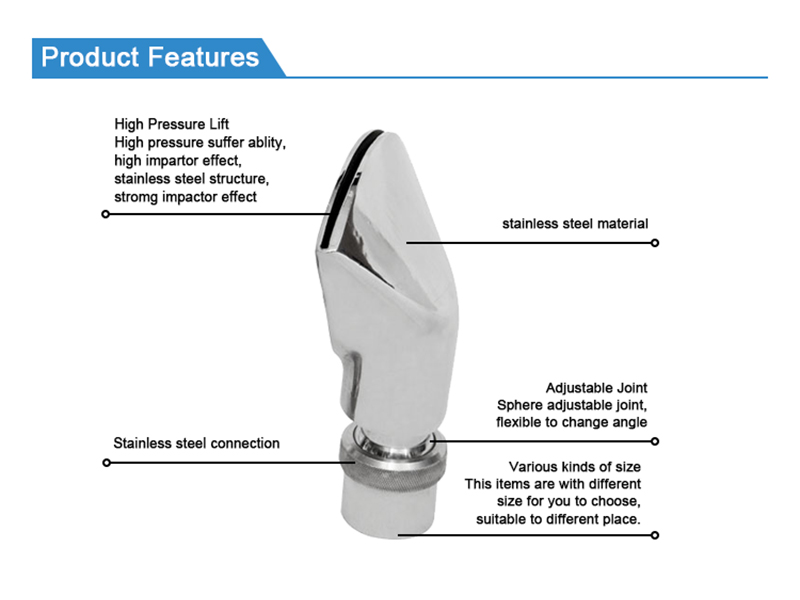 Product Features
High Pressure Lift
High pressure suffer ablity,
high impartor effect,
stainless steel structure,
stromg impactor effect
stainless steel material
Adjustable Joint
Sphere adjustable joint,
flexible to change angle
Stainless steel connection
Various kinds of size
This items are with different
size for you to choose,
suitable to different place.